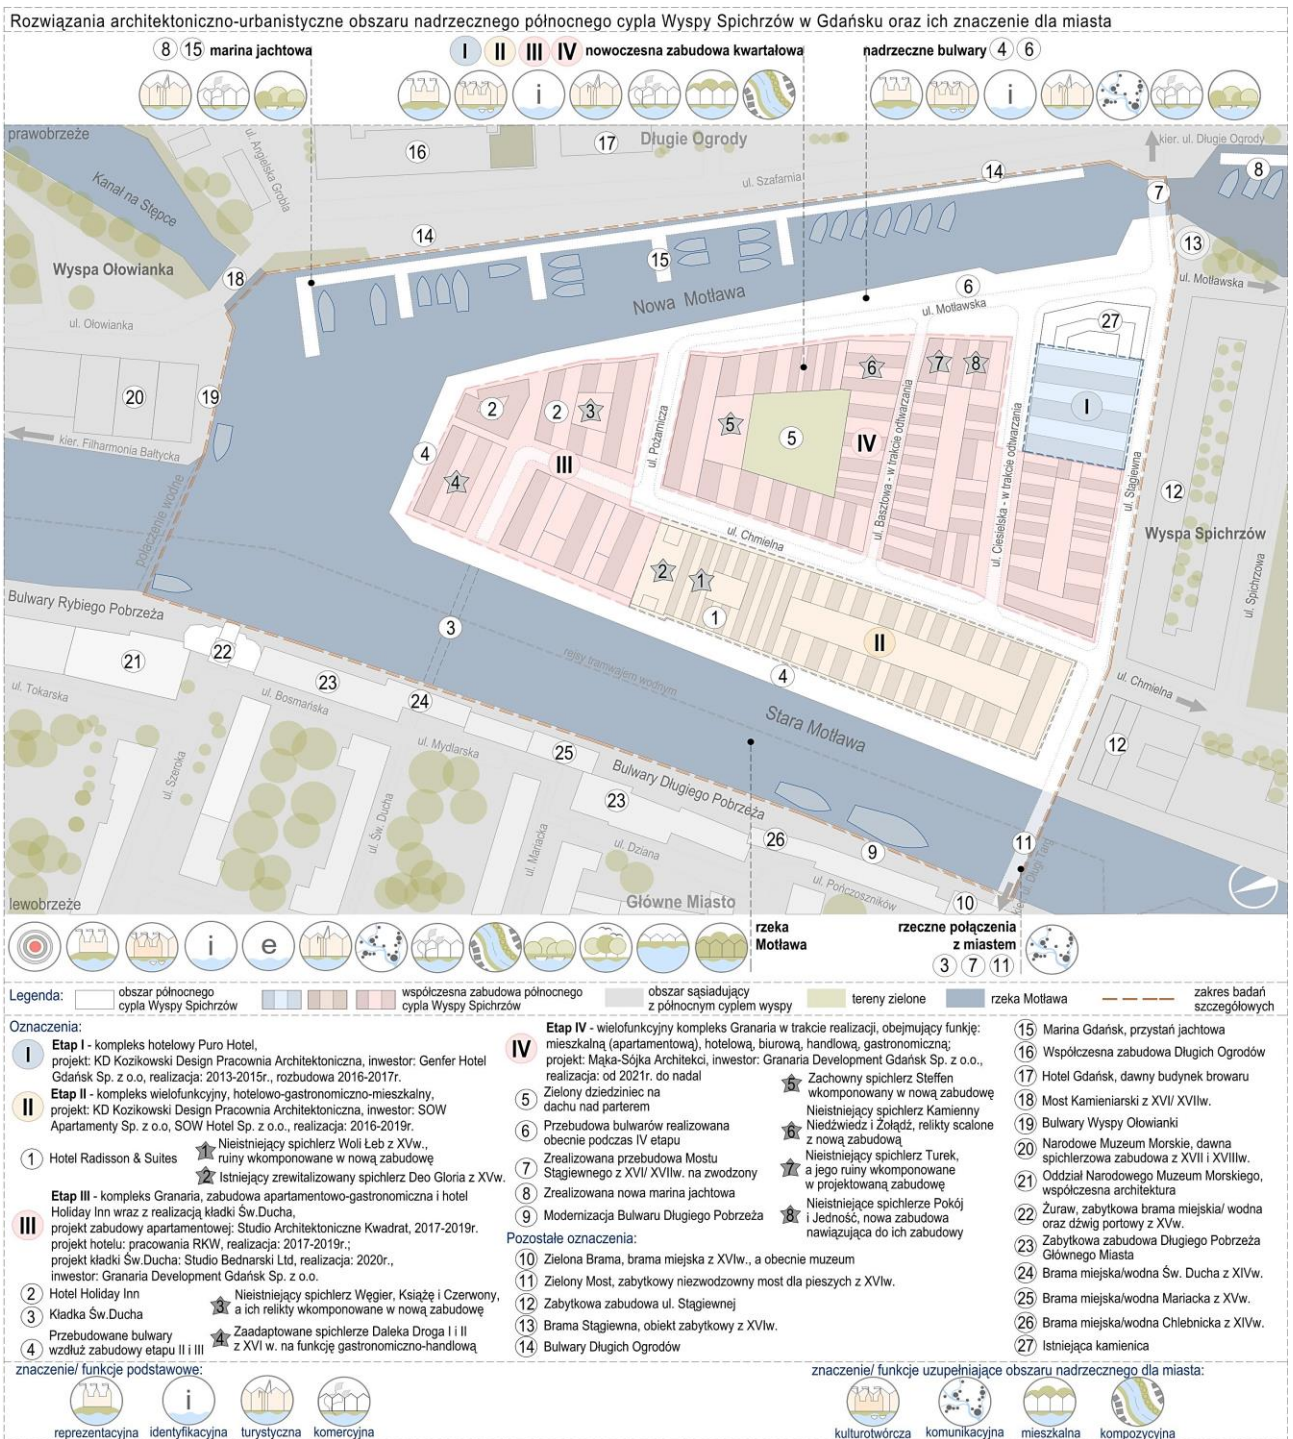 Rozwiązania architektoniczno-urbanistyczne obszaru nadrzecznego północnego cypla Wyspy Spichrzów w Gdańsku oraz ich znaczenie dla miasta
8 15 marina jachtowa
I II III IV nowoczesna zabudowa kwartałowa
nadrzeczne bulwary 4 6
i
i
prawobrzeże
ul. Angielska Grobla
16
17
Długie Ogrody
kier. ul. Długie Ogrody
Kanał na Stępce
ul. Szafarnia
14
8
7
14
13
15
Wyspa Ołowianka
18
ul. Motławska
6
Nowa Motława
ul. Motławska
ul. Ołowianka
27
20
19
6
7
8
2
2
3
I
ul. Pożarnicza
5
5
kier. Filharmonia Bałtycka
4
IV
III
ul. Basztowa - w trakcie odtwarzania
ul. Ciesielska - w trakcie odtwarzania
ul. Stągiewna
4
12
połączenie wodne
ul. Chmielna
Wyspa Spichrzów
2
1
ul. Spichrzowa
Bulwary Rybiego Pobrzeża
1
3
II
22
21
rejsy tramwajem wodnym
4
23
ul. Chmielna
ul. Tokarska
ul. Bosmańska
24
Stara Motława
12
ul. Szeroka
ul. Mydlarska
25
Bulwary Długiego Pobrzeża
23
ul. Św. Ducha
ul. Mariacka
26
11
ul. Dziana
9
kier. ul. Długi Targ
ul. Pończoszników
lewobrzeże
Główne Miasto
10
i
e
rzeka
Motława
rzeczne połączenia
z miastem
3 7 11
Legenda:
obszar północnego
cypla Wyspy Spichrzów
współczesna zabudowa północnego
cypla Wyspy Spichrzów
obszar sąsiadujący
z północnym cyplem wyspy
tereny zielone
rzeka Motława
zakres badań
szczegółowych
Oznaczenia:
I
Etap I - kompleks hotelowy Puro Hotel,
projekt: KD Kozikowski Design Pracownia Architektoniczna, inwestor: Genfer Hotel
Gdańsk Sp. z o.o, realizacja: 2013-2015r., rozbudowa 2016-2017r.
II
Etap II - kompleks wielofunkcyjny, hotelowo-gastronomiczno-mieszkalny,
projekt: KD Kozikowski Design Pracownia Architektoniczna, inwestor: SOW
Apartamenty Sp. z o.o, SOW Hotel Sp. z o.o., realizacja: 2016-2019r.
1 Hotel Radisson & Suites
1 Nieistniejący spichlerz Woli Łeb z XVw.,
ruiny wkomponowane w nową zabudowę
2 Istniejący zrewitalizowany spichlerz Deo Gloria z XVw.
III
Etap III - kompleks Granaria, zabudowa apartamentowo-gastronomiczna i hotel
Holiday Inn wraz z realizacją kładki Św.Ducha,
projekt zabudowy apartamentowej: Studio Architektoniczne Kwadrat, 2017-2019r.
projekt hotelu: pracowania RKW, realizacja: 2017-2019r.;
projekt kładki Św.Ducha: Studio Bednarski Ltd, realizacja: 2020r.,
inwestor: Granaria Development Gdańsk Sp. z o.o.
2 Hotel Holiday Inn
3 Kładka Św.Ducha
4 Przebudowane bulwary
wzdłuż zabudowy etapu II i III
3 Nieistniejący spichlerz Węgier, Książę i Czerwony,
a ich relikty wkomponowane w nową zabudowę
4 Zaadaptowane spichlerze Daleka Droga I i II
z XVI w. na funkcję gastronomiczno-handlową
IV
Etap IV - wielofunkcyjny kompleks Granaria w trakcie realizacji, obejmujący funkcję:
mieszkalną (apartamentową), hotelową, biurową, handlową, gastronomiczną;
projekt: Mąka-Sójka Architekci, inwestor: Granaria Development Gdańsk Sp. z o.o.,
realizacja: od 2021r. do nadal
5 Zielony dziedziniec na
dachu nad parterem
6 Przebudowa bulwarów realizowana
obecnie podczas IV etapu
7 Zrealizowana przebudowa Mostu
Stągiewnego z XVI/ XVIIw. na zwodzony
8 Zrealizowana nowa marina jachtowa
9 Modernizacja Bulwaru Długiego Pobrzeża
5 Zachowny spichlerz Steffen
wkomponowany w nową zabudowę
6 Nieistniejący spichlerz Kamienny
Niedźwiedz i Żołądź, relikty scalone
z nową zabudową
7 Nieistniejący spichlerz Turek,
a jego ruiny wkomponowane
w projektowaną zabudowę
8 Nieistniejące spichlerze Pokój
i Jedność, nowa zabudowa
nawiązująca do ich zabudowy
Pozostałe oznaczenia:
10 Zielona Brama, brama miejska z XVIw., a obecnie muzeum
11 Zielony Most, zabytkowy niezwodzowny most dla pieszych z XVIw.
12 Zabytkowa zabudowa ul. Stągiewnej
13 Brama Stągiewna, obiekt zabytkowy z XVIw.
14 Bulwary Długich Ogrodów
15 Marina Gdańsk, przystań jachtowa
16 Współczesna zabudowa Długich Ogrodów
17 Hotel Gdańsk, dawny budynek browaru
18 Most Kamieniarski z XVI/ XVIIw.
19 Bulwary Wyspy Ołowianki
20 Narodowe Muzeum Morskie, dawna
spichrzowa zabudowa z XVII i XVIIIw.
21 Oddział Narodowego Muzeum Morskiego,
współczesna architektura
22 Żuraw, zabytkowa brama miejska/ wodna
oraz dźwig portowy z XVw.
23 Zabytkowa zabudowa Długiego Pobrzeża
Głównego Miasta
24 Brama miejska/wodna Św. Ducha z XIVw.
25 Brama miejska/wodna Mariacka z XVw.
26 Brama miejska/wodna Chlebnicka z XIVw.
27 Istniejąca kamienica
znaczenie/ funkcje podstawowe:
i
reprezentacyjna identyfikacyjna turystyczna komercyjna
znaczenie/ funkcje uzupełniające obszaru nadrzecznego dla miasta:
kulturotwórcza komunikacyjna mieszkalna kompozycyjna